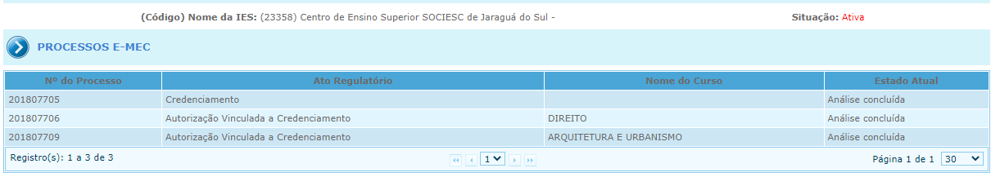 (Código) Nome da IES: (23358) Centro de Ensino Superior SOCIESC de Jaraguá do Sul - Situação: Ativa
PROCESSOS E-MEC
Nº do Processo Ato Regulatório Nome do Curso Estado Atual
201807705 Credenciamento Análise concluída
201807706 Autorização Vinculada a Credenciamento DIREITO Análise concluída
201807709 Autorização Vinculada a Credenciamento ARQUITETURA E URBANISMO Análise concluída
Registro(s): 1 a 3 de 3 1 Página 1 de 1 30